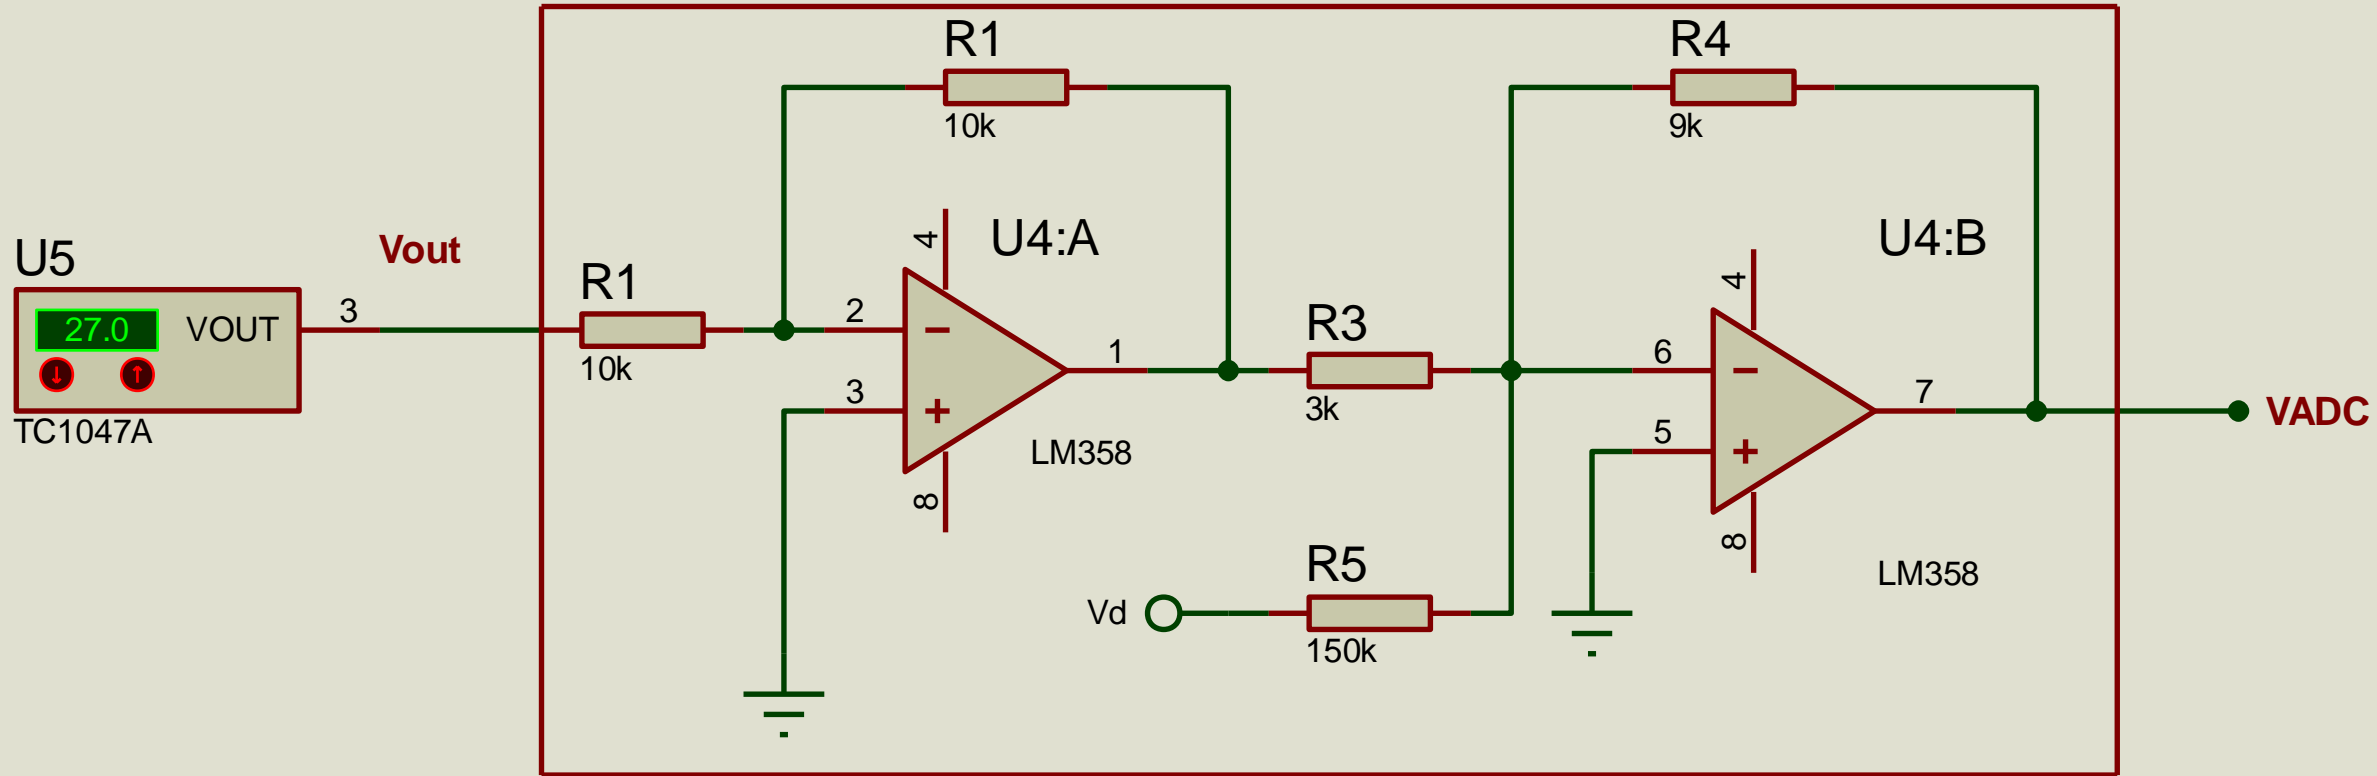 R1
10k
R4
9k
U5
27.0
VOUT
TC1047A
3
Vout
R1
10k
2
3
4
8
U4:A
1
LM358
R3
3k
Vd
R5
150k
6
5
4
8
U4:B
7
LM358
VADC